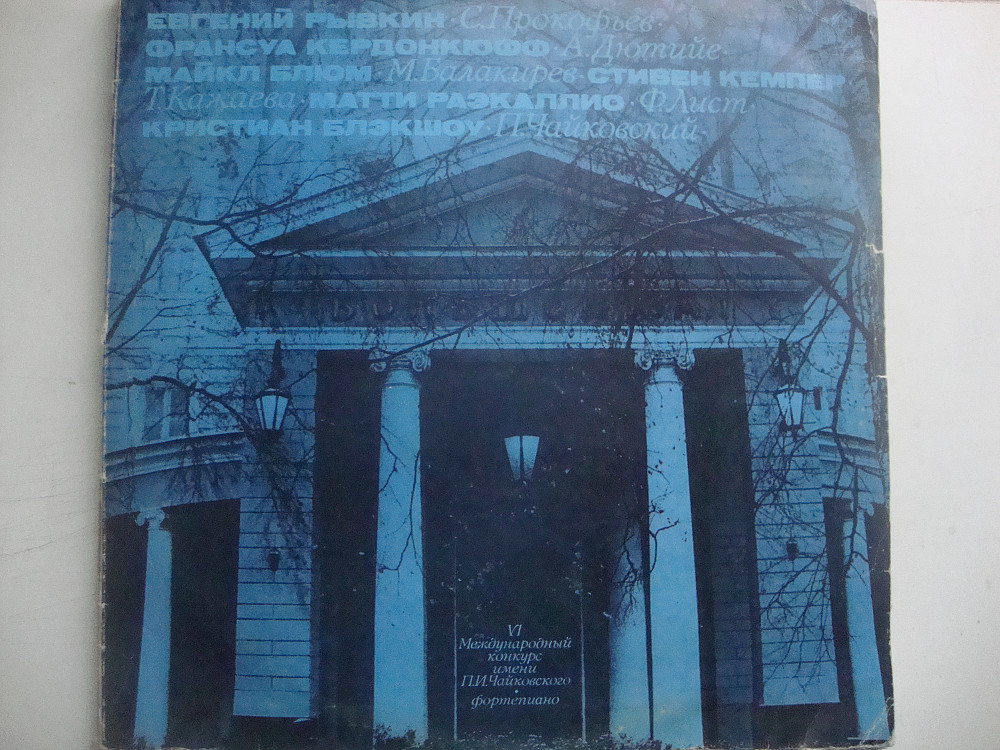 ЕВГЕНИЙ РЫВКИН · С.Прокофьев ·
ФРАНСУА КЕРДОНКЮФФ · А.Дютийе ·
МАЙКЛ БЛЮМ · М.Балакирев · СТИВЕН КЕМПЕР
Т.Кажаева · МАТТИ РАЭКАЛЛИО · Ф.Лист ·
КРИСТИАН БЛЭКШОУ · П.Чайковский ·
VI
Международный
конкурс
имени
П.И.Чайковского
·
фортепиано